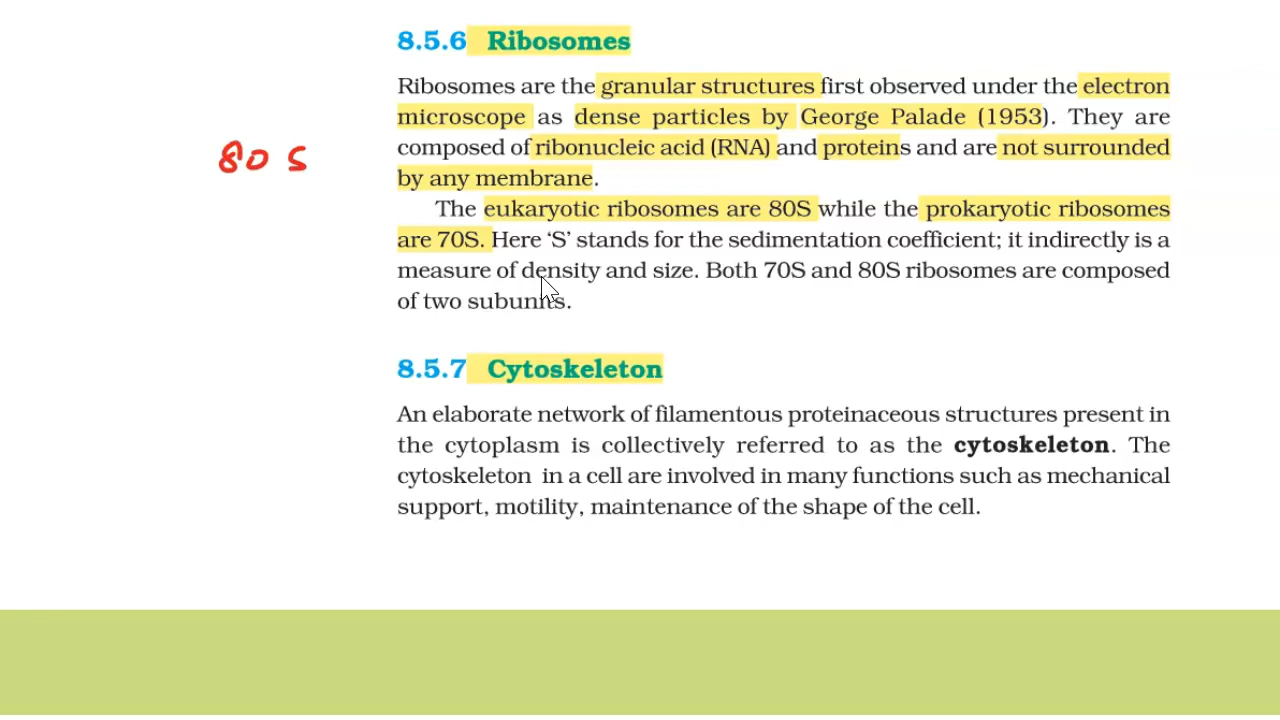 8.5.6 Ribosomes
Ribosomes are the granular structures first observed under the electron
microscope as dense particles by George Palade (1953). They are
composed of ribonucleic acid (RNA) and proteins and are not surrounded
by any membrane.
80 S
The eukaryotic ribosomes are 80S while the prokaryotic ribosomes
are 70S. Here ‘S’ stands for the sedimentation coefficient; it indirectly is a
measure of density and size. Both 70S and 80S ribosomes are composed
of two subunits.
8.5.7 Cytoskeleton
An elaborate network of filamentous proteinaceous structures present in
the cytoplasm is collectively referred to as the cytoskeleton. The
cytoskeleton in a cell are involved in many functions such as mechanical
support, motility, maintenance of the shape of the cell.